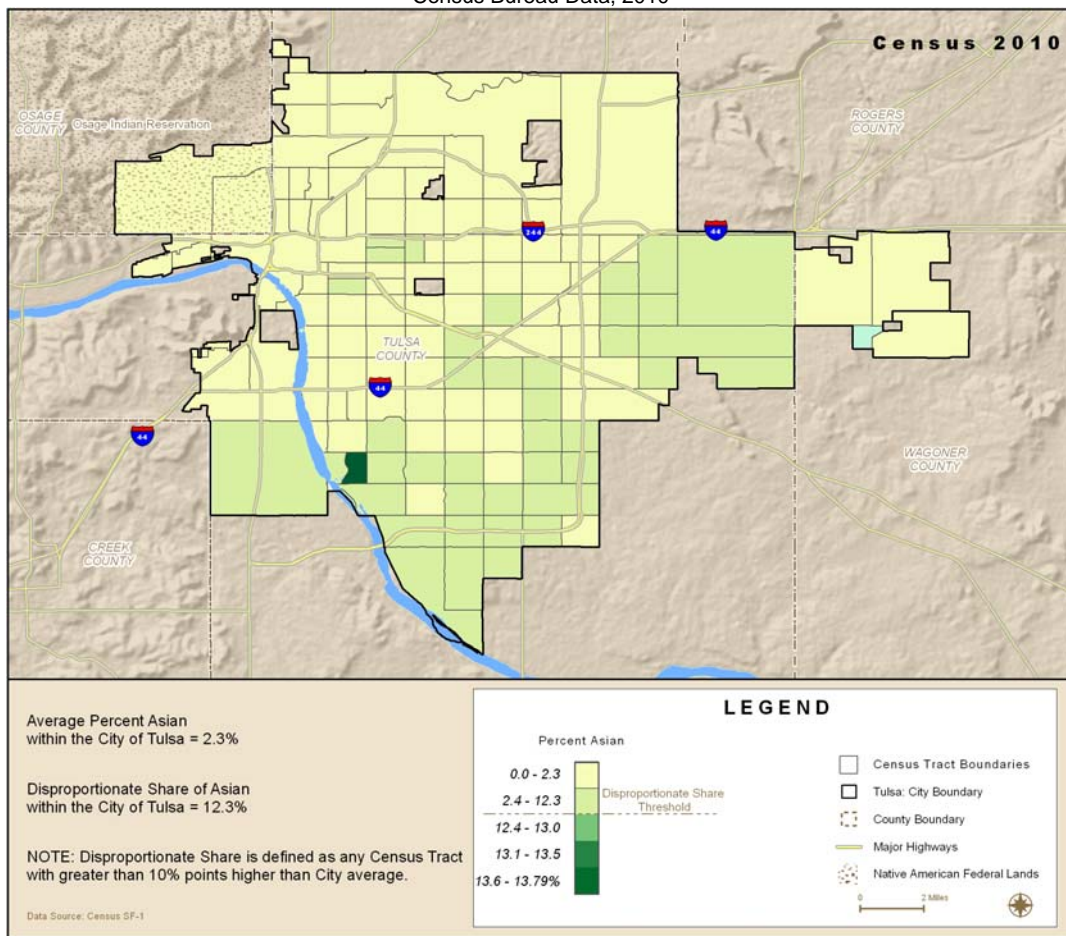 Census Bureau Data, 2010
Census 2010
OSAGE
COUNTY
Osage Indian Reservation
ROGERS
COUNTY
244
44
TULSA
COUNTY
44
44
WAGONER
COUNTY
CREEK
COUNTY
Average Percent Asian
within the City of Tulsa = 2.3%
Disproportionate Share of Asian
within the City of Tulsa = 12.3%
NOTE: Disproportionate Share is defined as any Census Tract
with greater than 10% points higher than City average.
Data Source: Census SF-1
LEGEND
Percent Asian
0.0 - 2.3
2.4 - 12.3
12.4 - 13.0
13.1 - 13.5
13.6 - 13.79%
Disproportionate Share
Threshold
Census Tract Boundaries
Tulsa: City Boundary
County Boundary
Major Highways
Native American Federal Lands
0 2 Miles